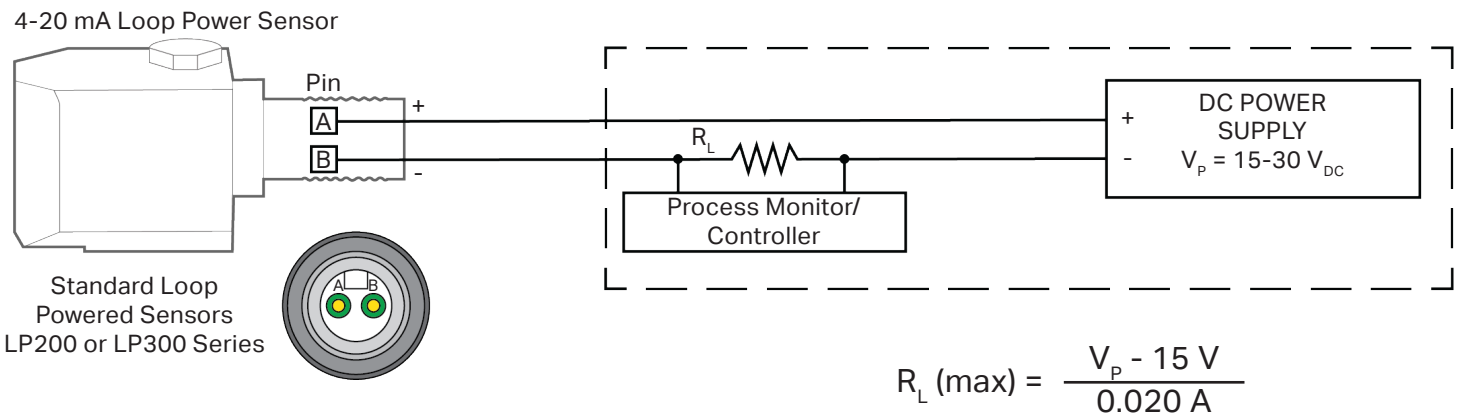 4-20 mA Loop Power Sensor
Pin
A
+
B
-
R_L
Process Monitor/
Controller
+
-
DC POWER
SUPPLY
V_P = 15-30 V_DC
A B
Standard Loop
Powered Sensors
LP200 or LP300 Series
R_L (max) = V_P - 15 V
0.020 A